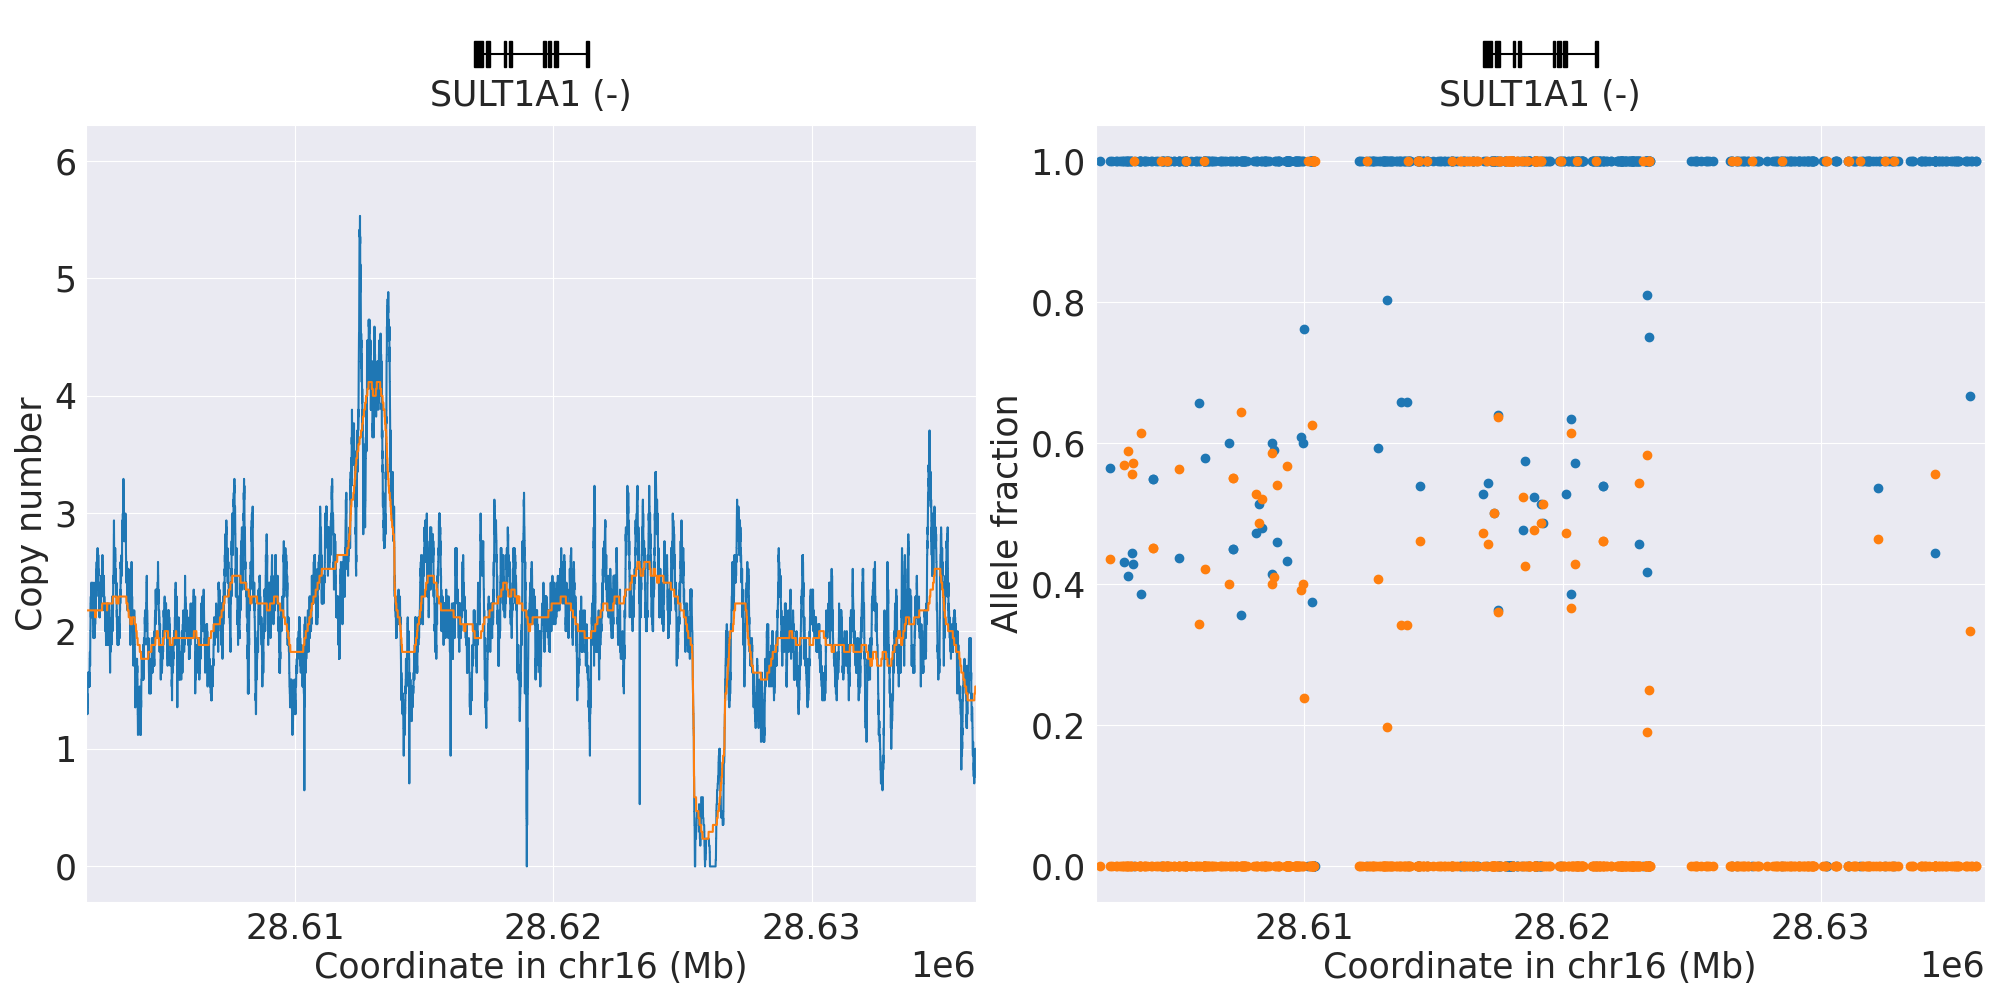 SULT1A1 (-)
6
5
4
3
2
1
0
Copy number
28.61
28.62
28.63
Coordinate in chr16 (Mb)
1e6
SULT1A1 (-)
1.0
0.8
0.6
0.4
0.2
0.0
Allele fraction
28.61
28.62
28.63
Coordinate in chr16 (Mb)
1e6